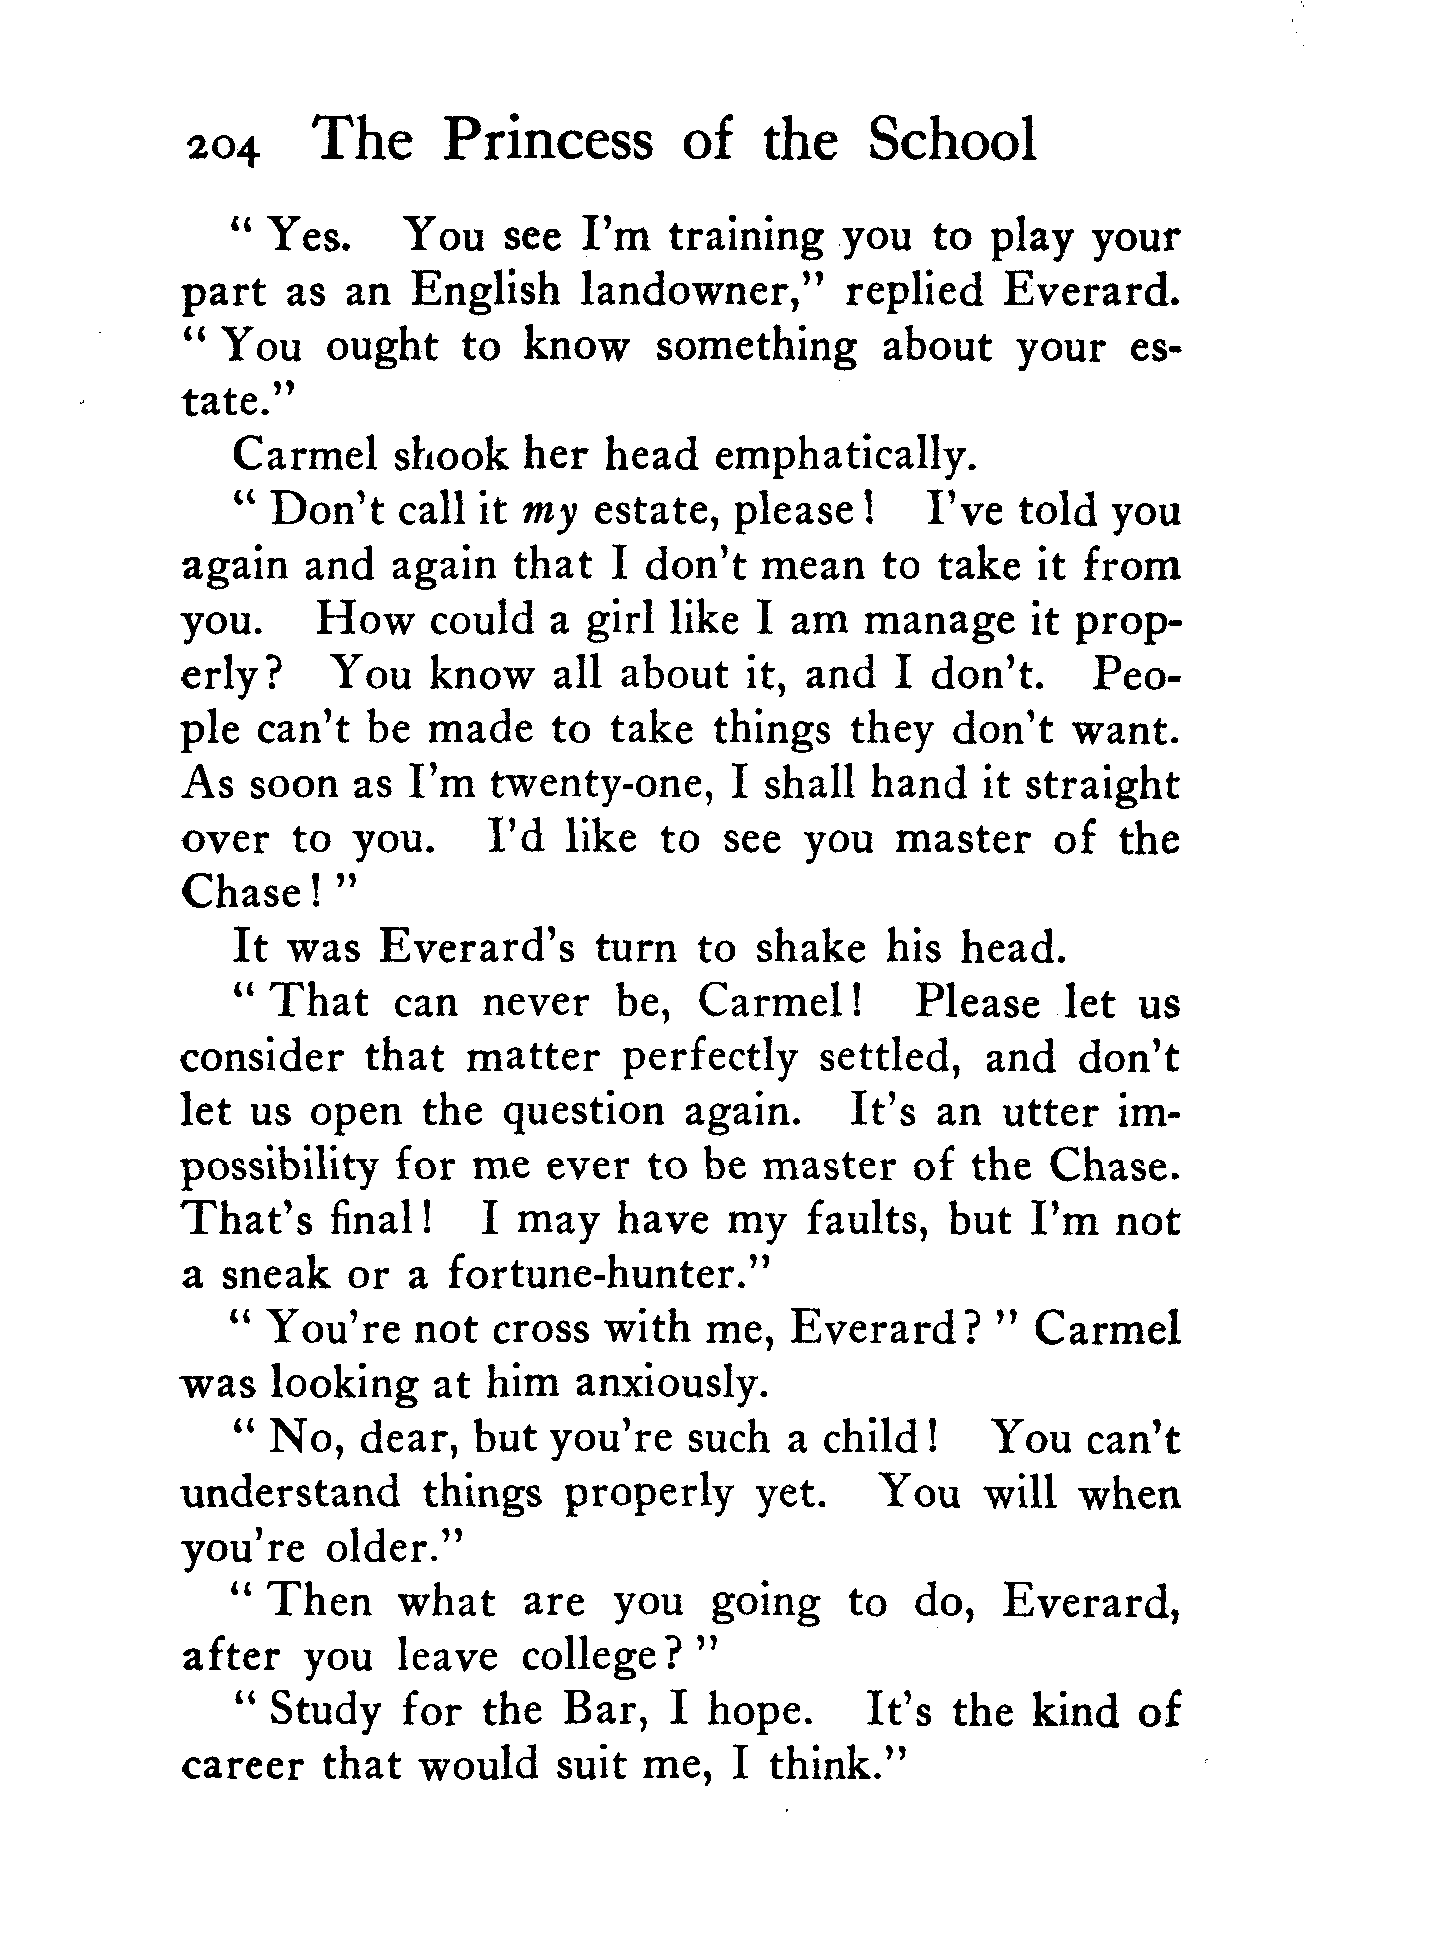 204 The Princess of the School
“ Yes. You see I’m training you to play your
part as an English landowner,” replied Everard.
“ You ought to know something about your es-
tate.”
Carmel shook her head emphatically.
“ Don’t call it my estate, please ! I’ve told you
again and again that I don’t mean to take it from
you. How could a girl like I am manage it prop-
erly ? You know all about it, and I don’t. Peo-
ple can’t be made to take things they don’t want.
As soon as I’m twenty-one, I shall hand it straight
over to you. I’d like to see you master of the
Chase ! ”
It was Everard’s turn to shake his head.
“ That can never be, Carmel ! Please let us
consider that matter perfectly settled, and don’t
let us open the question again. It’s an utter im-
possibility for me ever to be master of the Chase.
That’s final ! I may have my faults, but I’m not
a sneak or a fortune-hunter.”
“ You’re not cross with me, Everard ? ” Carmel
was looking at him anxiously.
“ No, dear, but you’re such a child ! You can’t
understand things properly yet. You will when
you’re older.”
“ Then what are you going to do, Everard,
after you leave college ? ”
“ Study for the Bar, I hope. It’s the kind of
career that would suit me, I think.”